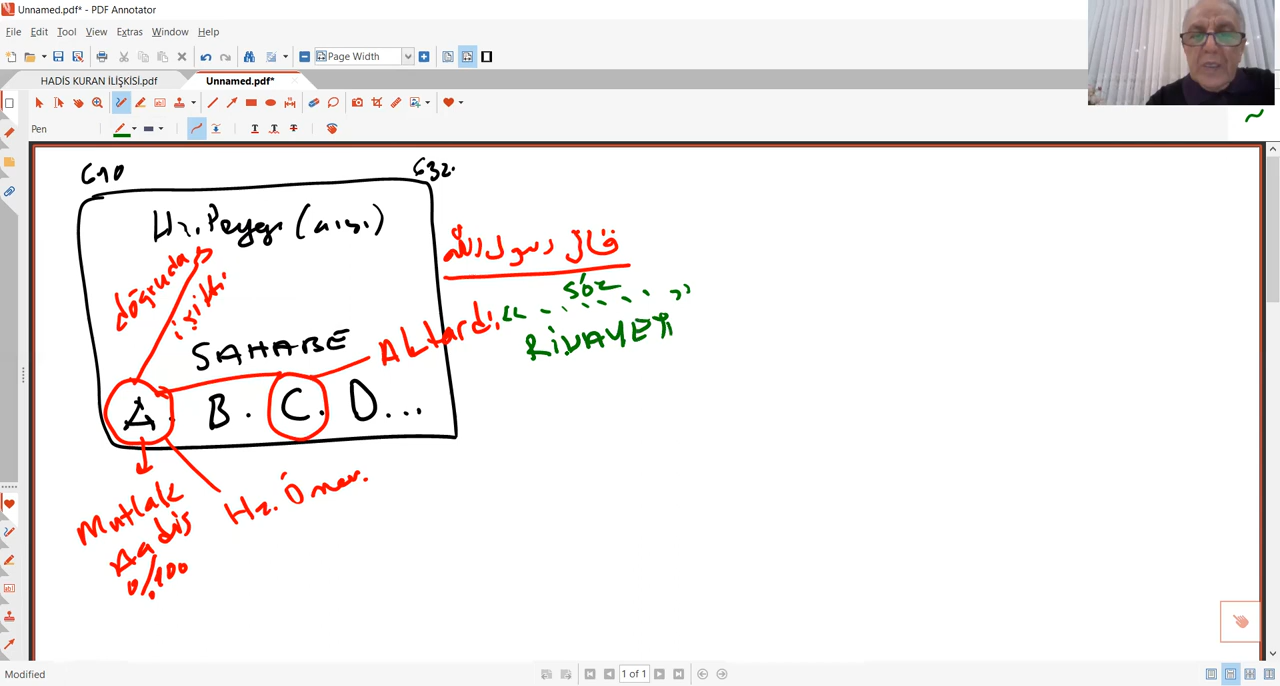 Unnamed.pdf* - PDF Annotator
File Edit Tool View Extras Window Help
Page Width
HADİS KURAN İLİŞKİSİ.pdf
Unnamed.pdf*
Pen
610
632.
Hz. Peyg (a.s.)
قال رسول الله
doğrudan
işitti
söz
« »
Aktardı
RİVAYET
SAHABE
A. B. C. D...
Mutlak
Hadis
%100
Hz. Ömer.
1 of 1
Modified